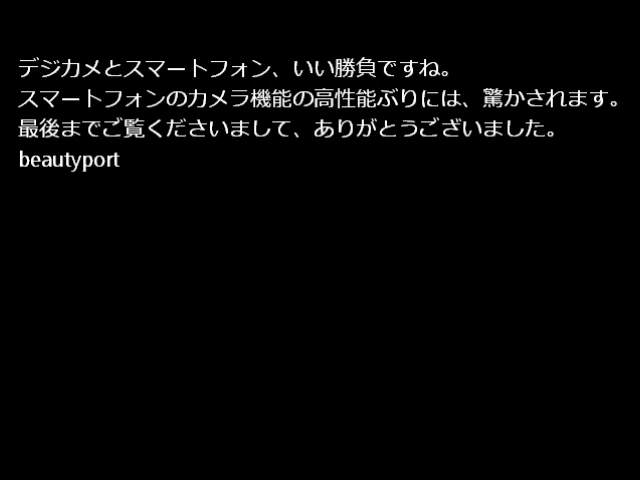 デジカメとスマートフォン、いい勝負ですね。
スマートフォンのカメラ機能の高性能ぶりには、驚かされます。
最後までご覧くださいまして、ありがとうございました。
beautyport